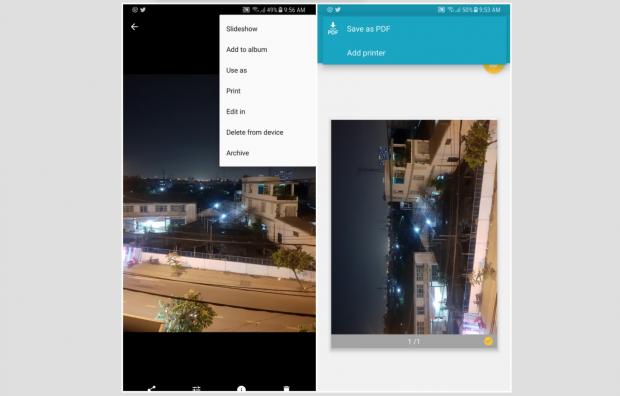 49% 9:56 AM
Slideshow
Add to album
Use as
Print
Edit in
Delete from device
Archive
50% 9:53 AM
PDF
Save as PDF
Add printer
1 /1